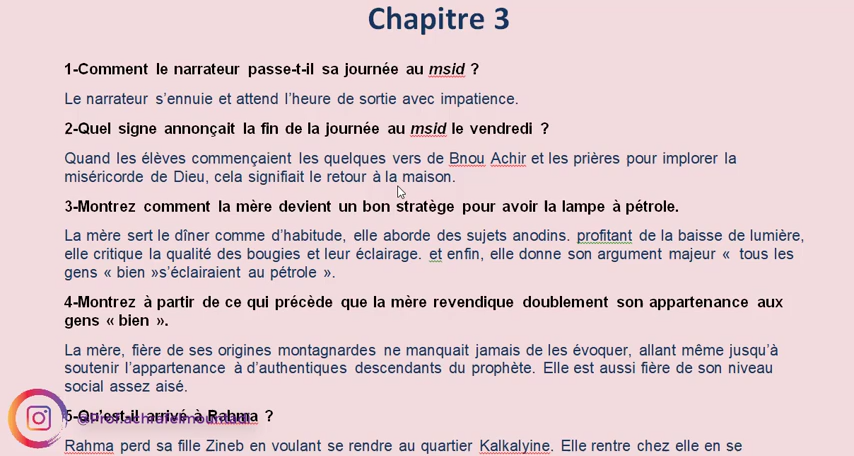 Chapitre 3
1-Comment le narrateur passe-t-il sa journée au msid ?
Le narrateur s'ennuie et attend l'heure de sortie avec impatience.
2-Quel signe annonçait la fin de la journée au msid le vendredi ?
Quand les élèves commençaient les quelques vers de Bnou Achir et les prières pour implorer la
miséricorde de Dieu, cela signifiait le retour à la maison.
3-Montrez comment la mère devient un bon stratège pour avoir la lampe à pétrole.
La mère sert le dîner comme d'habitude, elle aborde des sujets anodins. profitant de la baisse de lumière,
elle critique la qualité des bougies et leur éclairage. et enfin, elle donne son argument majeur « tous les
gens « bien »s'éclairaient au pétrole ».
4-Montrez à partir de ce qui précède que la mère revendique doublement son appartenance aux
gens « bien ».
La mère, fière de ses origines montagnardes ne manquait jamais de les évoquer, allant même jusqu'à
soutenir l'appartenance à d'authentiques descendants du prophète. Elle est aussi fière de son niveau
social assez aisé.
5-Qu'est-il arrivé à Rahma ?
Rahma perd sa fille Zineb en voulant se rendre au quartier Kalkalyine. Elle rentre chez elle en se